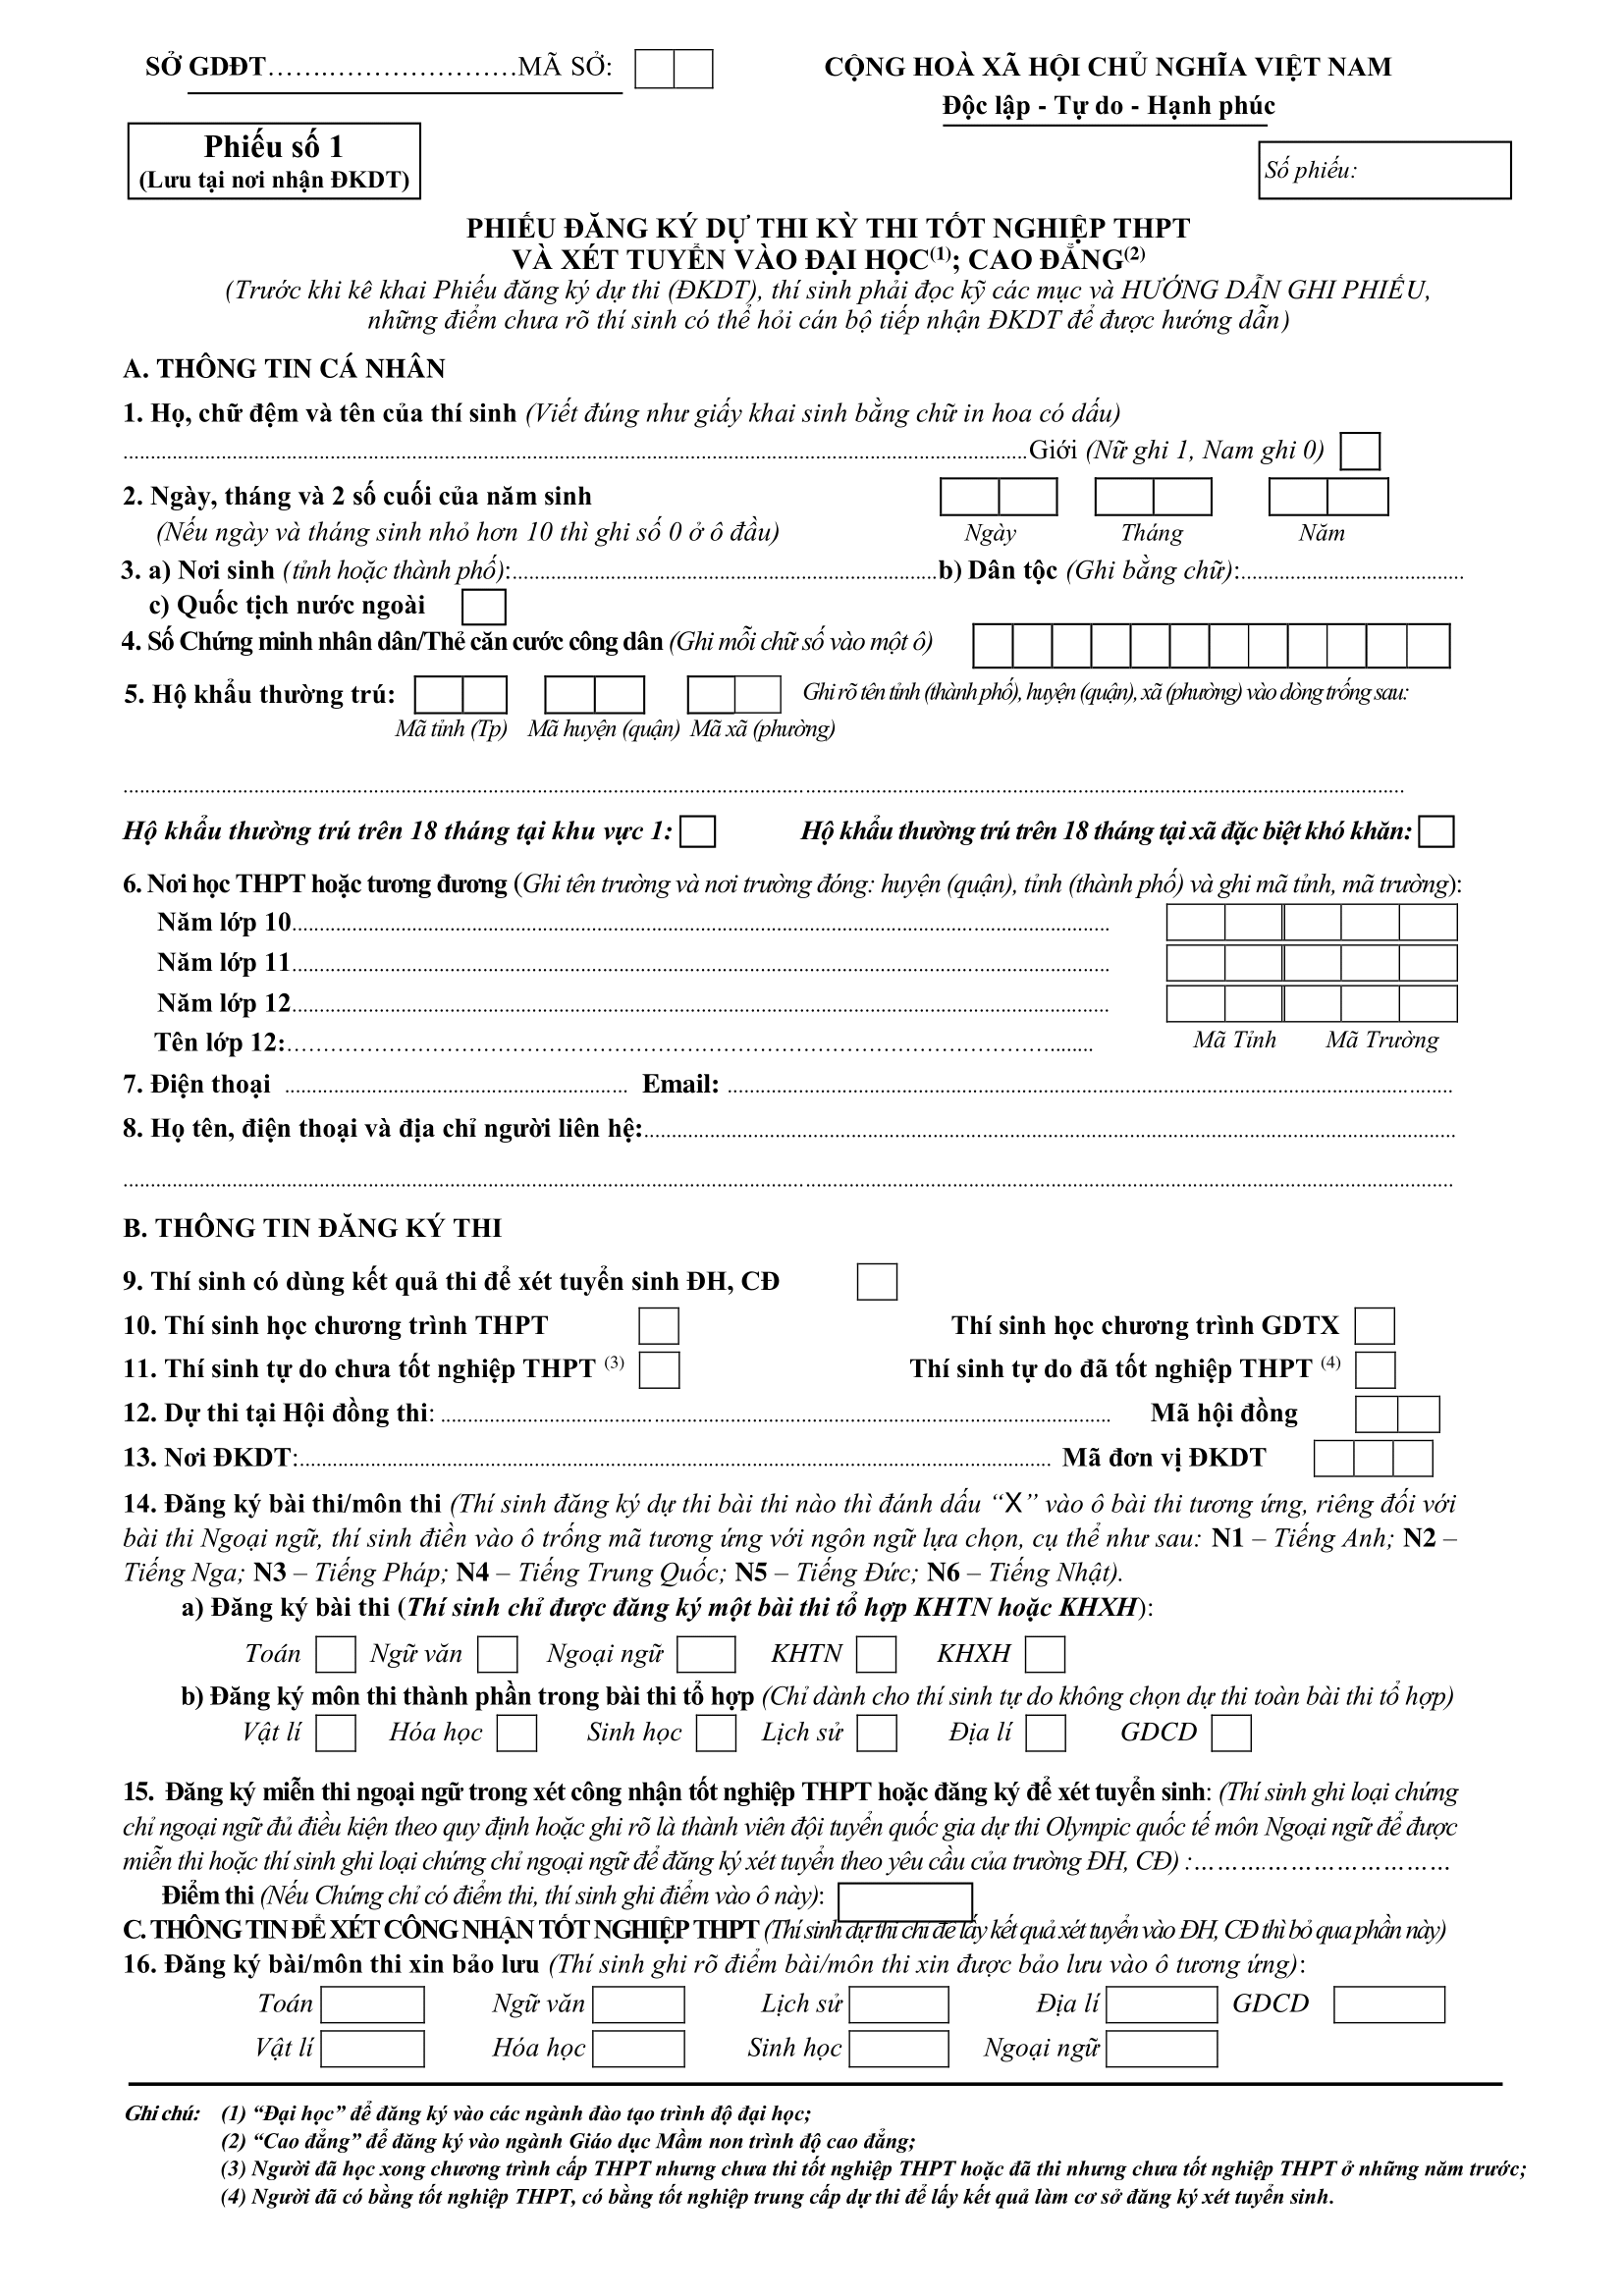 SỞ GDĐT…….…………………MÃ SỞ:
CỘNG HOÀ XÃ HỘI CHỦ NGHĨA VIỆT NAM
Độc lập - Tự do - Hạnh phúc
Phiếu số 1
(Lưu tại nơi nhận ĐKDT)
Số phiếu:
PHIẾU ĐĂNG KÝ DỰ THI KỲ THI TỐT NGHIỆP THPT
VÀ XÉT TUYỂN VÀO ĐẠI HỌC(1); CAO ĐẲNG(2)
(Trước khi kê khai Phiếu đăng ký dự thi (ĐKDT), thí sinh phải đọc kỹ các mục và HƯỚNG DẪN GHI PHIẾU,
những điểm chưa rõ thí sinh có thể hỏi cán bộ tiếp nhận ĐKDT để được hướng dẫn)
A. THÔNG TIN CÁ NHÂN
1. Họ, chữ đệm và tên của thí sinh (Viết đúng như giấy khai sinh bằng chữ in hoa có dấu)
....................Giới (Nữ ghi 1, Nam ghi 0)
2. Ngày, tháng và 2 số cuối của năm sinh
(Nếu ngày và tháng sinh nhỏ hơn 10 thì ghi số 0 ở ô đầu) Ngày Tháng Năm
3. a) Nơi sinh (tỉnh hoặc thành phố):....................b) Dân tộc (Ghi bằng chữ):....................
c) Quốc tịch nước ngoài
4. Số Chứng minh nhân dân/Thẻ căn cước công dân (Ghi mỗi chữ số vào một ô)
5. Hộ khẩu thường trú: Ghi rõ tên tỉnh (thành phố), huyện (quận), xã (phường) vào dòng trống sau:
Mã tỉnh (Tp) Mã huyện (quận) Mã xã (phường)
....................
Hộ khẩu thường trú trên 18 tháng tại khu vực 1: Hộ khẩu thường trú trên 18 tháng tại xã đặc biệt khó khăn:
6. Nơi học THPT hoặc tương đương (Ghi tên trường và nơi trường đóng: huyện (quận), tỉnh (thành phố) và ghi mã tỉnh, mã trường):
Năm lớp 10....................
Năm lớp 11....................
Năm lớp 12....................
Tên lớp 12:.................... Mã Tỉnh Mã Trường
7. Điện thoại .................... Email: ....................
8. Họ tên, điện thoại và địa chỉ người liên hệ:....................
....................
B. THÔNG TIN ĐĂNG KÝ THI
9. Thí sinh có dùng kết quả thi để xét tuyển sinh ĐH, CĐ
10. Thí sinh học chương trình THPT Thí sinh học chương trình GDTX
11. Thí sinh tự do chưa tốt nghiệp THPT (3) Thí sinh tự do đã tốt nghiệp THPT (4)
12. Dự thi tại Hội đồng thi: .................... Mã hội đồng
13. Nơi ĐKDT:.................... Mã đơn vị ĐKDT
14. Đăng ký bài thi/môn thi (Thí sinh đăng ký dự thi bài thi nào thì đánh dấu “X” vào ô bài thi tương ứng, riêng đối với
bài thi Ngoại ngữ, thí sinh điền vào ô trống mã tương ứng với ngôn ngữ lựa chọn, cụ thể như sau: N1 – Tiếng Anh; N2 –
Tiếng Nga; N3 – Tiếng Pháp; N4 – Tiếng Trung Quốc; N5 – Tiếng Đức; N6 – Tiếng Nhật).
a) Đăng ký bài thi (Thí sinh chỉ được đăng ký một bài thi tổ hợp KHTN hoặc KHXH):
Toán Ngữ văn Ngoại ngữ KHTN KHXH
b) Đăng ký môn thi thành phần trong bài thi tổ hợp (Chỉ dành cho thí sinh tự do không chọn dự thi toàn bài thi tổ hợp)
Vật lí Hóa học Sinh học Lịch sử Địa lí GDCD
15. Đăng ký miễn thi ngoại ngữ trong xét công nhận tốt nghiệp THPT hoặc đăng ký để xét tuyển sinh: (Thí sinh ghi loại chứng
chỉ ngoại ngữ đủ điều kiện theo quy định hoặc ghi rõ là thành viên đội tuyển quốc gia dự thi Olympic quốc tế môn Ngoại ngữ để được
miễn thi hoặc thí sinh ghi loại chứng chỉ ngoại ngữ để đăng ký xét tuyển theo yêu cầu của trường ĐH, CĐ) :....................
Điểm thi (Nếu Chứng chỉ có điểm thi, thí sinh ghi điểm vào ô này):
C. THÔNG TIN ĐỂ XÉT CÔNG NHẬN TỐT NGHIỆP THPT (Thí sinh dự thi chỉ để lấy kết quả xét tuyển vào ĐH, CĐ thì bỏ qua phần này)
16. Đăng ký bài/môn thi xin bảo lưu (Thí sinh ghi rõ điểm bài/môn thi xin được bảo lưu vào ô tương ứng):
Toán Ngữ văn Lịch sử Địa lí GDCD
Vật lí Hóa học Sinh học Ngoại ngữ
Ghi chú: (1) “Đại học” để đăng ký vào các ngành đào tạo trình độ đại học;
(2) “Cao đẳng” để đăng ký vào ngành Giáo dục Mầm non trình độ cao đẳng;
(3) Người đã học xong chương trình cấp THPT nhưng chưa thi tốt nghiệp THPT hoặc đã thi nhưng chưa tốt nghiệp THPT ở những năm trước;
(4) Người đã có bằng tốt nghiệp THPT, có bằng tốt nghiệp trung cấp dự thi để lấy kết quả làm cơ sở đăng ký xét tuyển sinh.